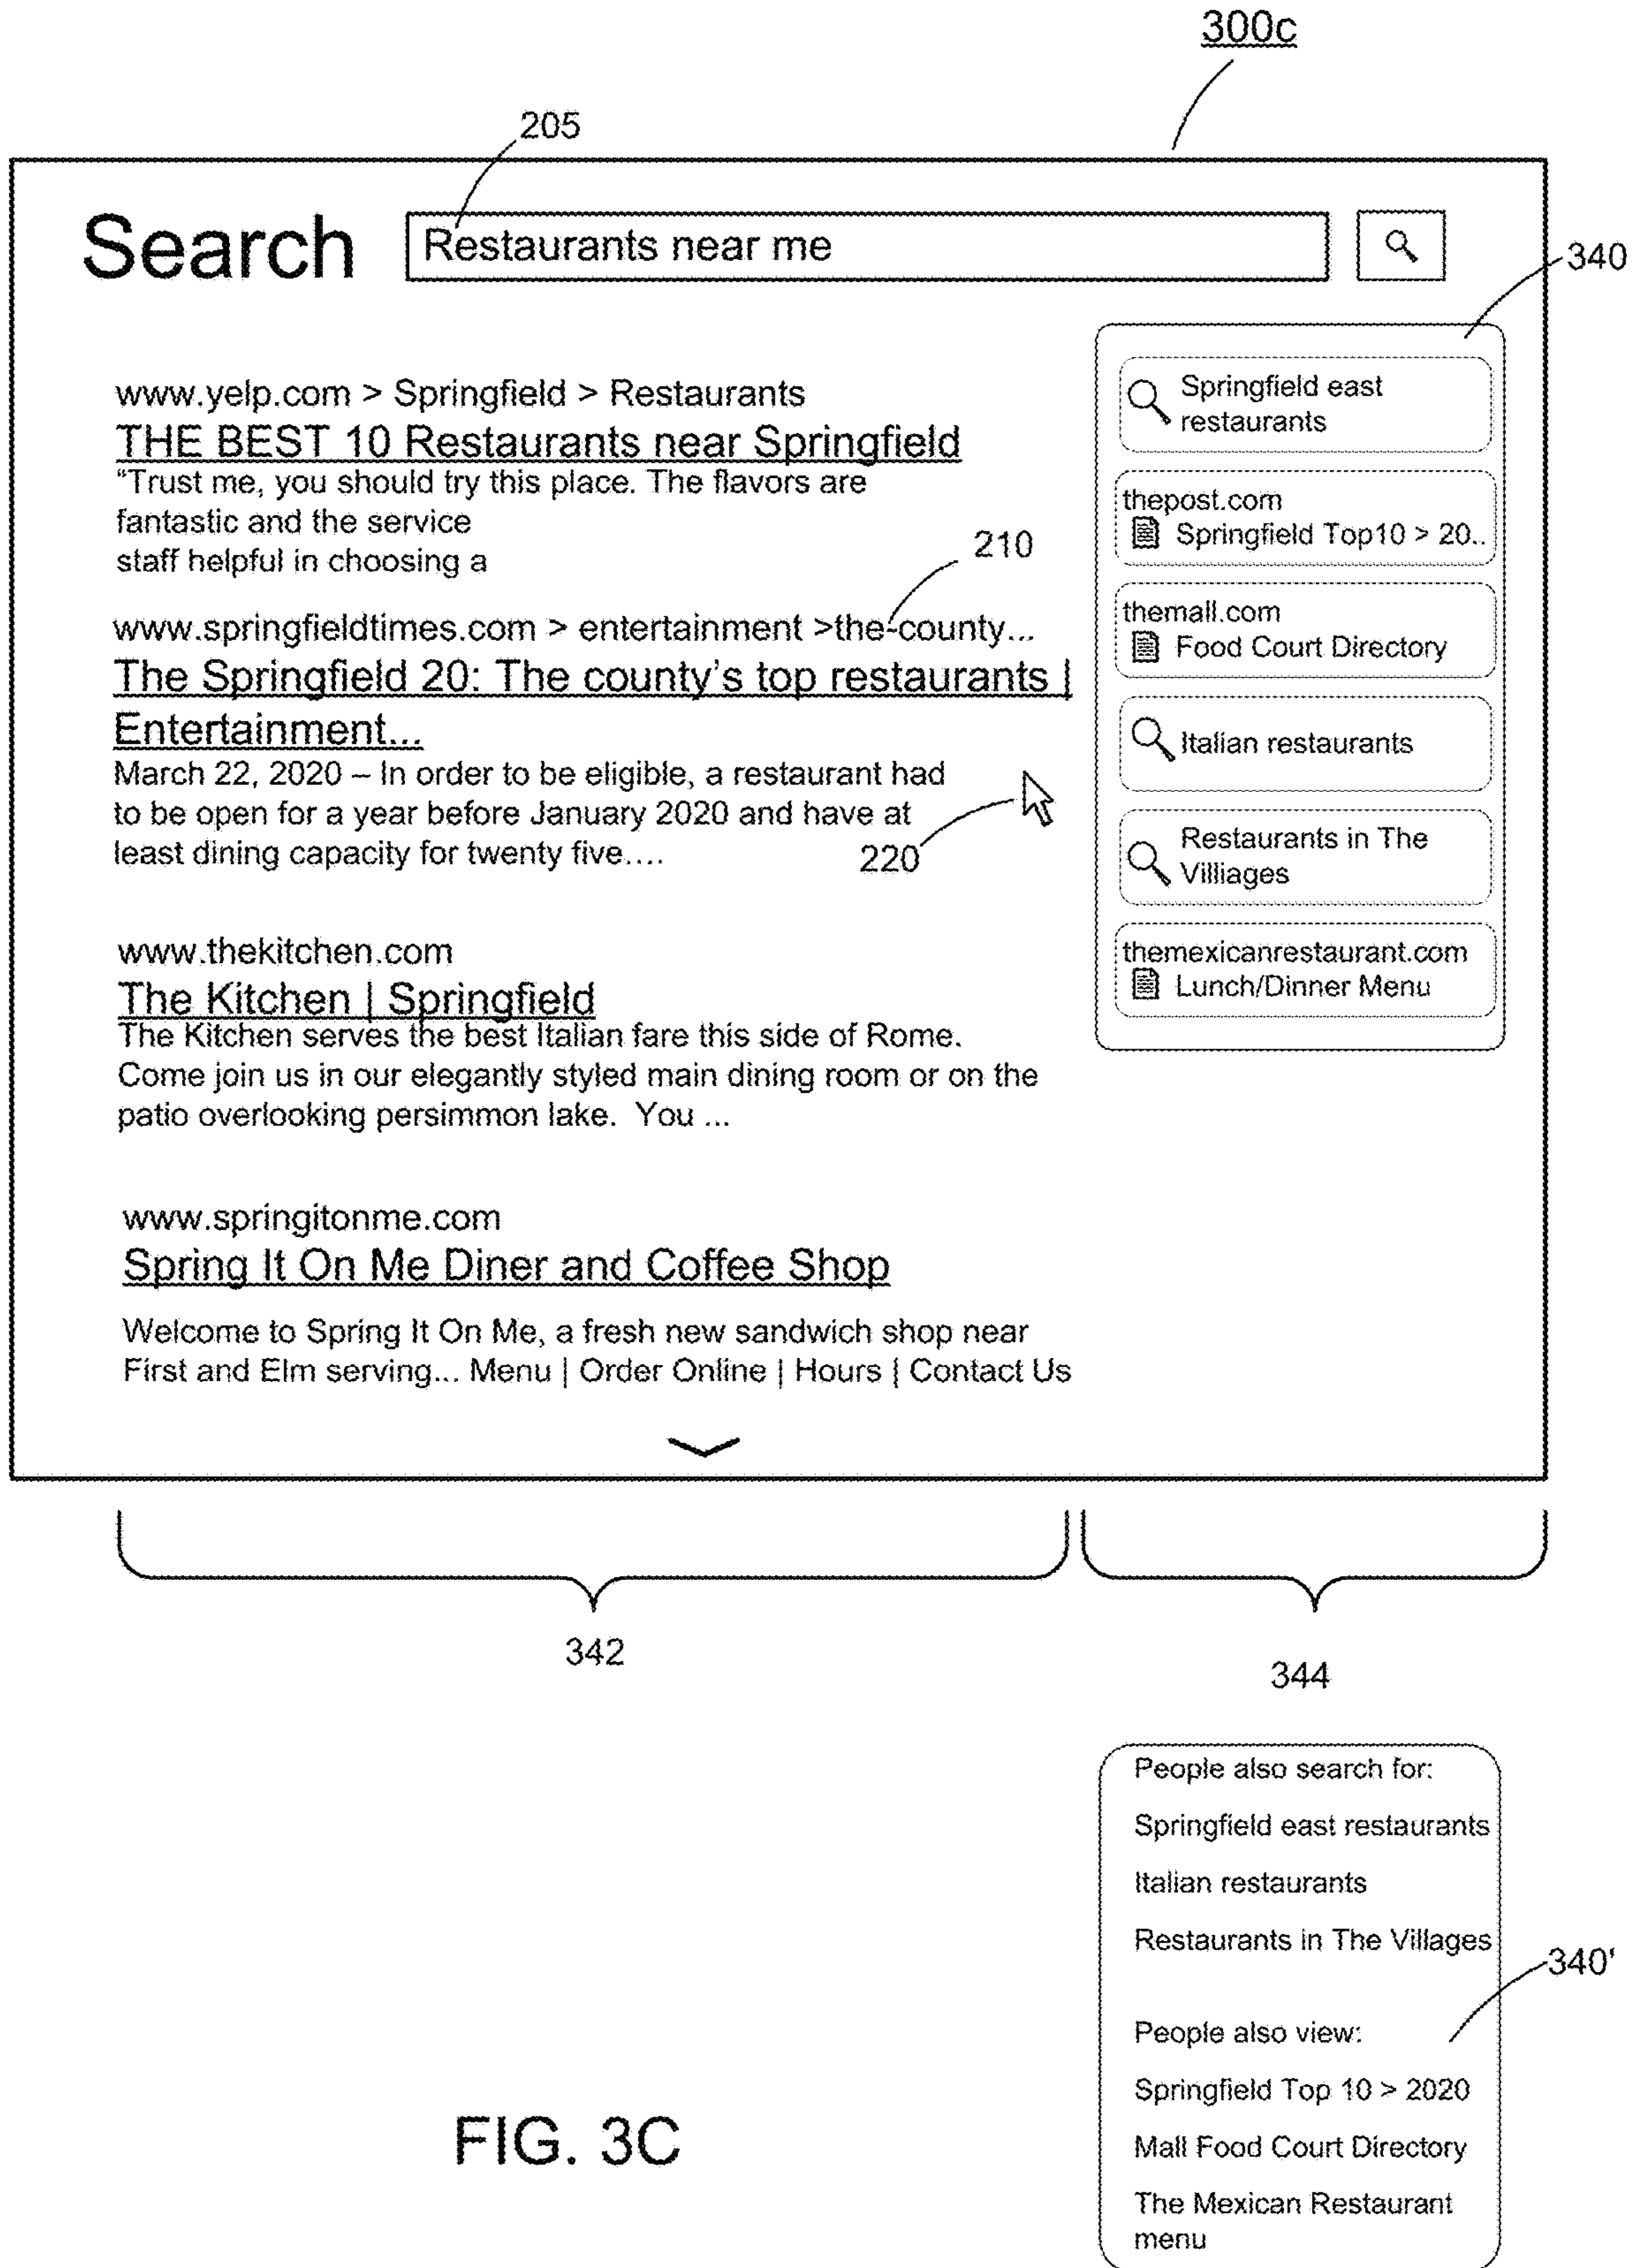 300c
205
Search
Restaurants near me
340
www.yelp.com > Springfield > Restaurants
THE BEST 10 Restaurants near Springfield
“Trust me, you should try this place. The flavors are
fantastic and the service
staff helpful in choosing a
210
www.springfieldtimes.com > entertainment >the-county...
The Springfield 20: The county’s top restaurants |
Entertainment...
March 22, 2020 – In order to be eligible, a restaurant had
to be open for a year before January 2020 and have at
least dining capacity for twenty five....
220
www.thekitchen.com
The Kitchen | Springfield
The Kitchen serves the best Italian fare this side of Rome.
Come join us in our elegantly styled main dining room or on the
patio overlooking persimmon lake. You ...
www.springitonme.com
Spring It On Me Diner and Coffee Shop
Welcome to Spring It On Me, a fresh new sandwich shop near
First and Elm serving... Menu | Order Online | Hours | Contact Us
Springfield east
restaurants
thepost.com
Springfield Top10 > 20..
themall.com
Food Court Directory
Italian restaurants
Restaurants in The
Villiages
themexicanrestaurant.com
Lunch/Dinner Menu
342
344
People also search for:
Springfield east restaurants
Italian restaurants
Restaurants in The Villages
340'
People also view:
Springfield Top 10 > 2020
Mall Food Court Directory
The Mexican Restaurant
menu
FIG. 3C